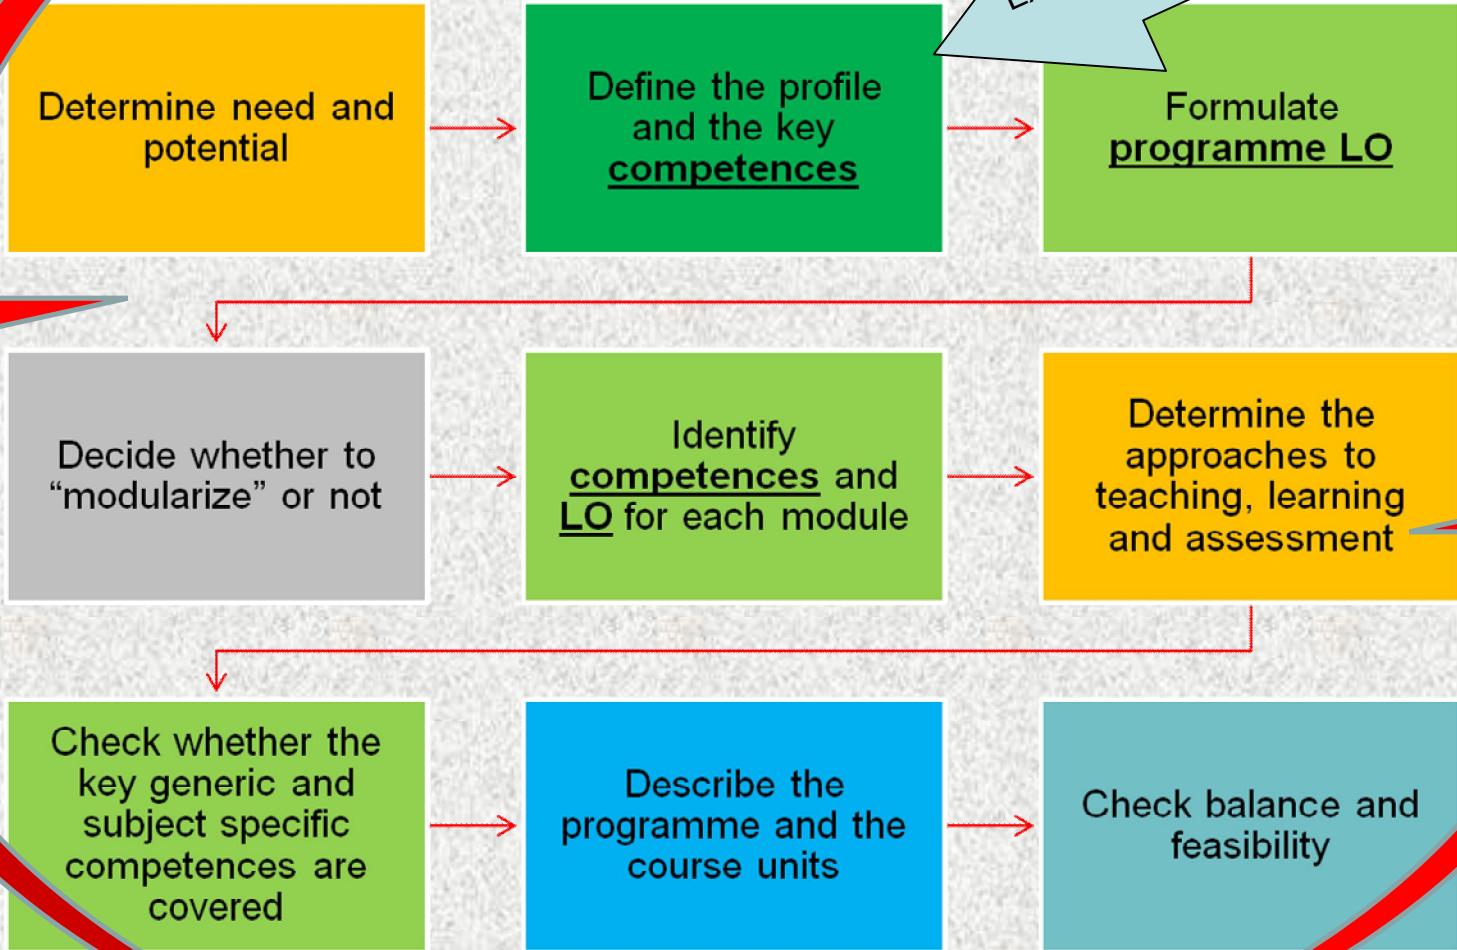 Determine need and
potential
Define the profile
and the key
competences
Formulate
programme LO
Decide whether to
“modularize” or not
Identify
competences and
LO for each module
Determine the
approaches to
teaching, learning
and assessment
Check whether the
key generic and
subject specific
competences are
covered
Describe the
programme and the
course units
Check balance and
feasibility